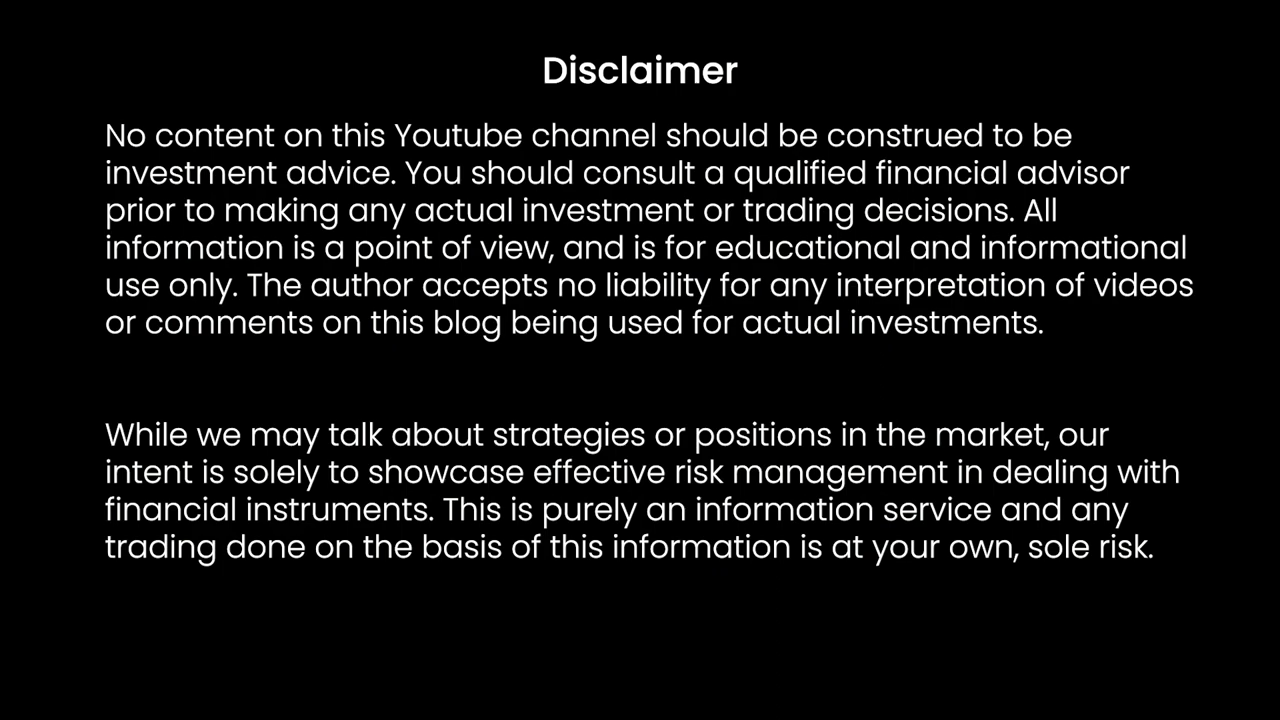 Disclaimer
No content on this Youtube channel should be construed to be
investment advice. You should consult a qualified financial advisor
prior to making any actual investment or trading decisions. All
information is a point of view, and is for educational and informational
use only. The author accepts no liability for any interpretation of videos
or comments on this blog being used for actual investments.
While we may talk about strategies or positions in the market, our
intent is solely to showcase effective risk management in dealing with
financial instruments. This is purely an information service and any
trading done on the basis of this information is at your own, sole risk.